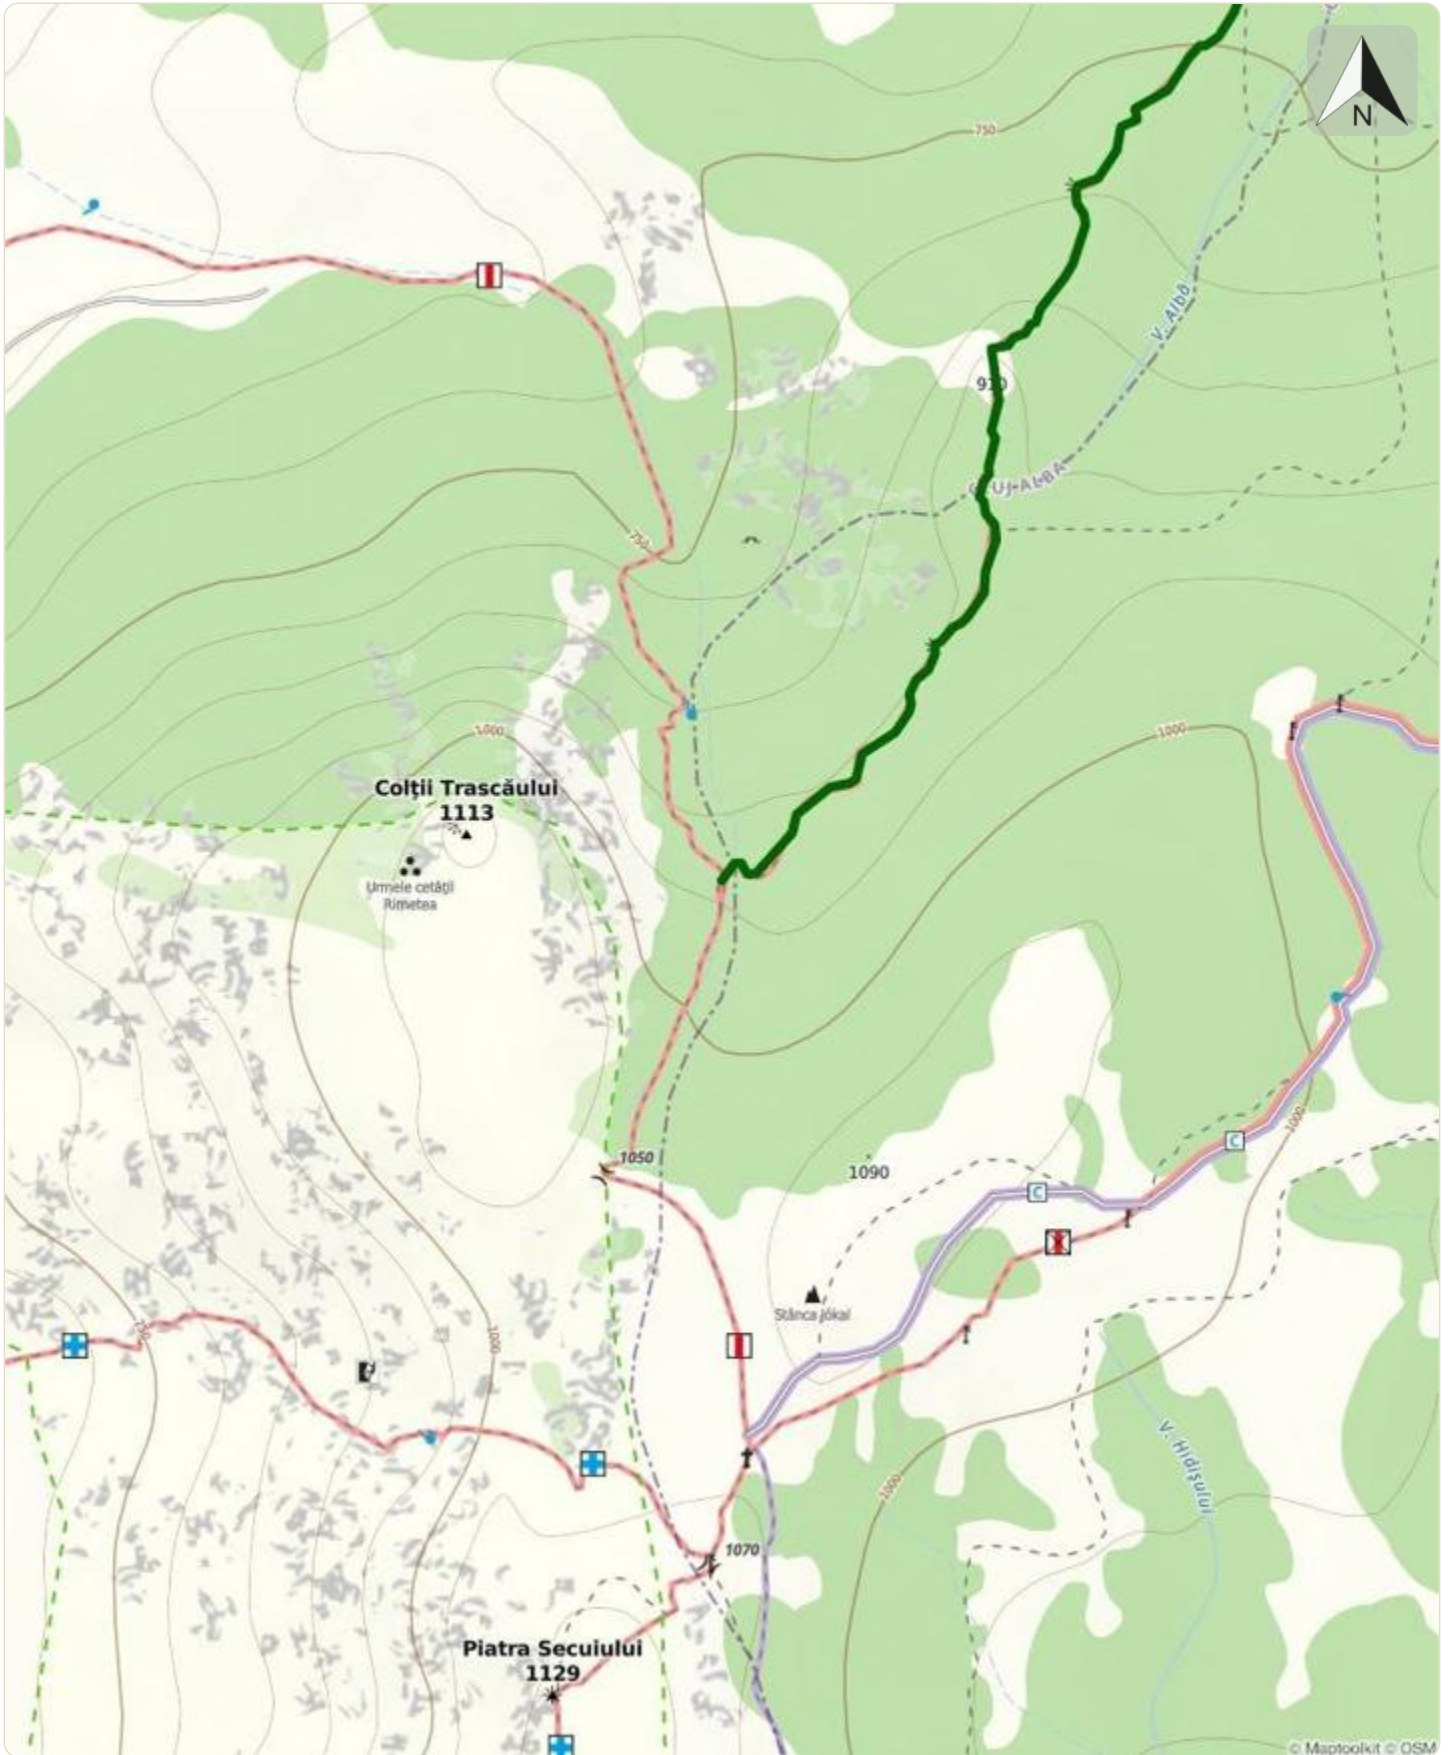 N
750
V. Albă
910
CLUJ-ALBA
750
1000
1000
Colții Trascăului
1113
Urmele cetății
Rimetea
1000
1050
1090
C
C
Stânca Jókai
750
1000
V. Hidișului
1000
1070
Piatra Secuiului
1129
© Maptoolkit © OSM